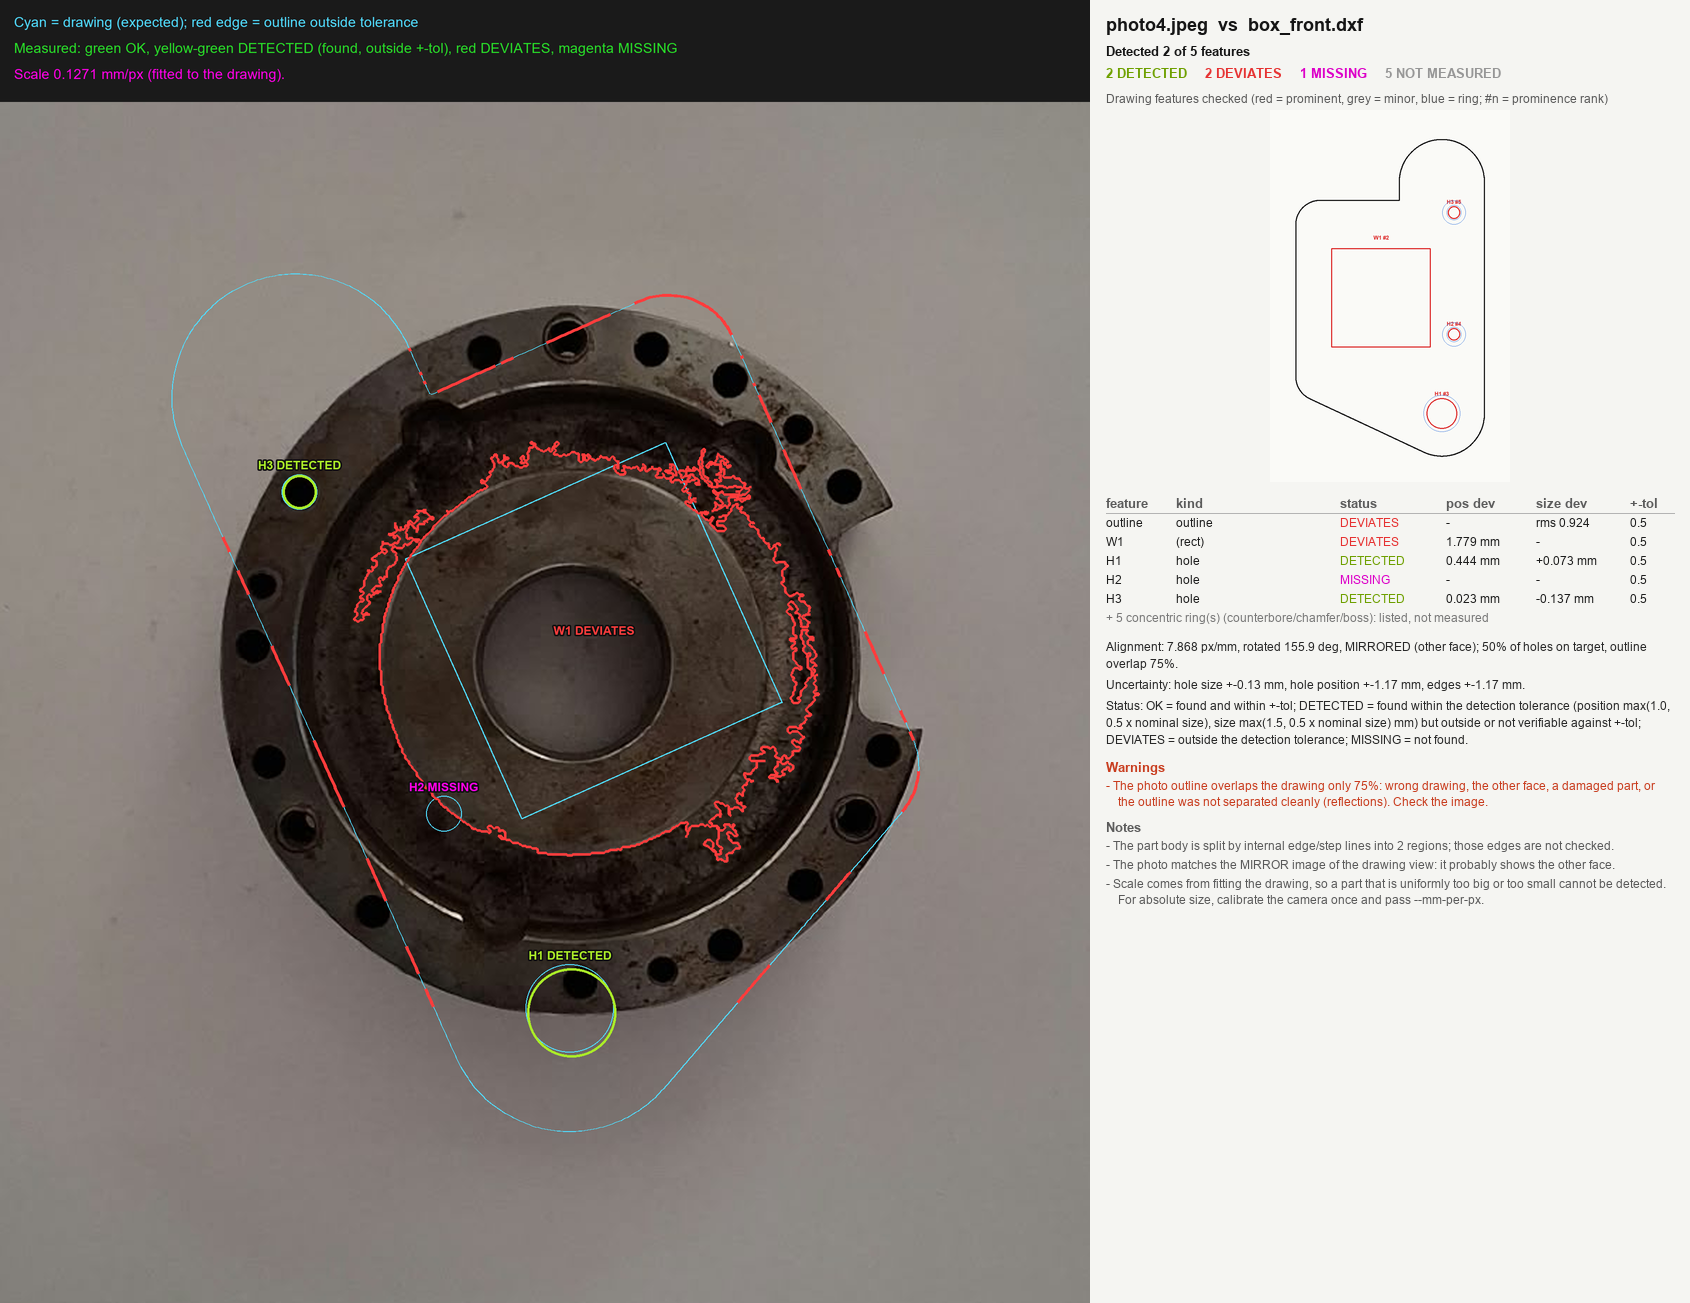 Cyan = drawing (expected); red edge = outline outside tolerance
Measured: green OK, yellow-green DETECTED (found, outside +-tol), red DEVIATES, magenta MISSING
Scale 0.1271 mm/px (fitted to the drawing).
H3 DETECTED
W1 DEVIATES
H2 MISSING
H1 DETECTED
photo4.jpeg vs box_front.dxf
Detected 2 of 5 features
2 DETECTED 2 DEVIATES 1 MISSING 5 NOT MEASURED
Drawing features checked (red = prominent, grey = minor, blue = ring; #n = prominence rank)
H3 #5
W1 #2
H2 #4
H1 #3
feature kind status pos dev size dev +-tol
outline outline DEVIATES - rms 0.924 0.5
W1 (rect) DEVIATES 1.779 mm - 0.5
H1 hole DETECTED 0.444 mm +0.073 mm 0.5
H2 hole MISSING - - 0.5
H3 hole DETECTED 0.023 mm -0.137 mm 0.5
+ 5 concentric ring(s) (counterbore/chamfer/boss): listed, not measured
Alignment: 7.868 px/mm, rotated 155.9 deg, MIRRORED (other face); 50% of holes on target, outline
overlap 75%.
Uncertainty: hole size +-0.13 mm, hole position +-1.17 mm, edges +-1.17 mm.
Status: OK = found and within +-tol; DETECTED = found within the detection tolerance (position max(1.0,
0.5 x nominal size), size max(1.5, 0.5 x nominal size) mm) but outside or not verifiable against +-tol;
DEVIATES = outside the detection tolerance; MISSING = not found.
Warnings
- The photo outline overlaps the drawing only 75%: wrong drawing, the other face, a damaged part, or
the outline was not separated cleanly (reflections). Check the image.
Notes
- The part body is split by internal edge/step lines into 2 regions; those edges are not checked.
- The photo matches the MIRROR image of the drawing view: it probably shows the other face.
- Scale comes from fitting the drawing, so a part that is uniformly too big or too small cannot be detected.
For absolute size, calibrate the camera once and pass --mm-per-px.